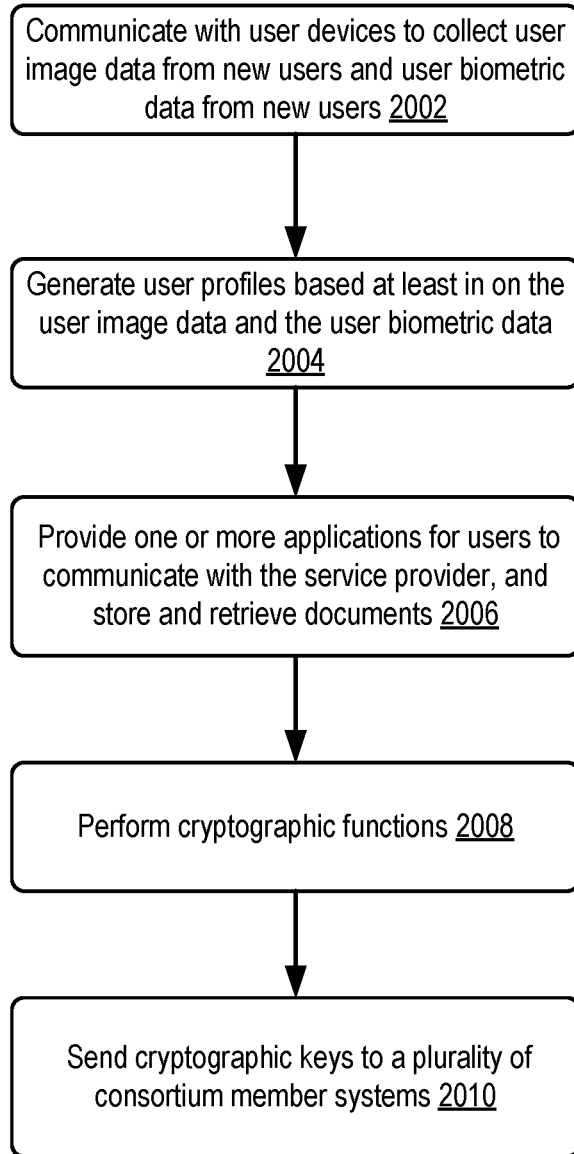 Communicate with user devices to collect user
image data from new users and user biometric
data from new users 2002
Generate user profiles based at least in on the
user image data and the user biometric data
2004
Provide one or more applications for users to
communicate with the service provider, and
store and retrieve documents 2006
Perform cryptographic functions 2008
Send cryptographic keys to a plurality of
consortium member systems 2010